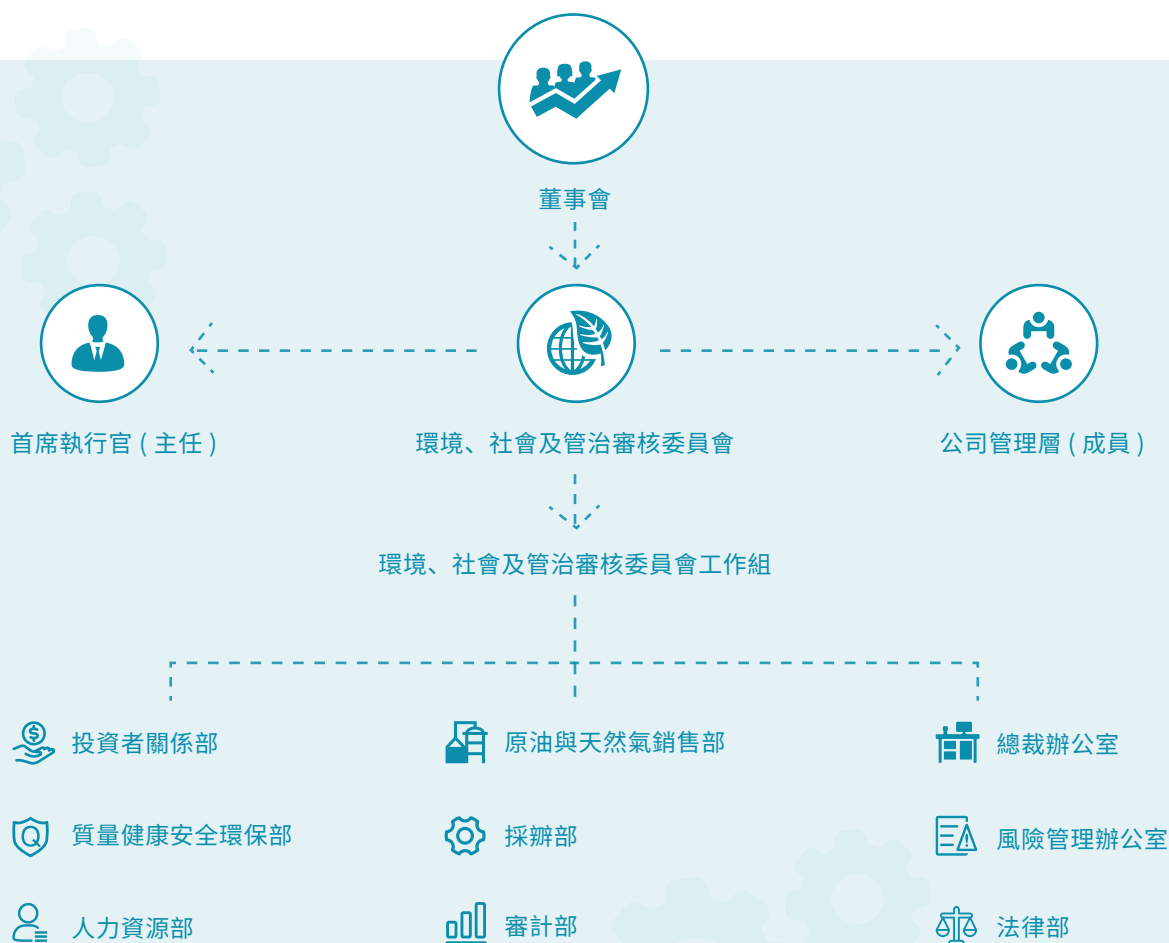 董事會
首席執行官 ( 主任 )
環境、社會及管治審核委員會
公司管理層 ( 成員 )
環境、社會及管治審核委員會工作組
投資者關係部
原油與天然氣銷售部
總裁辦公室
質量健康安全環保部
採辦部
風險管理辦公室
人力資源部
審計部
法律部